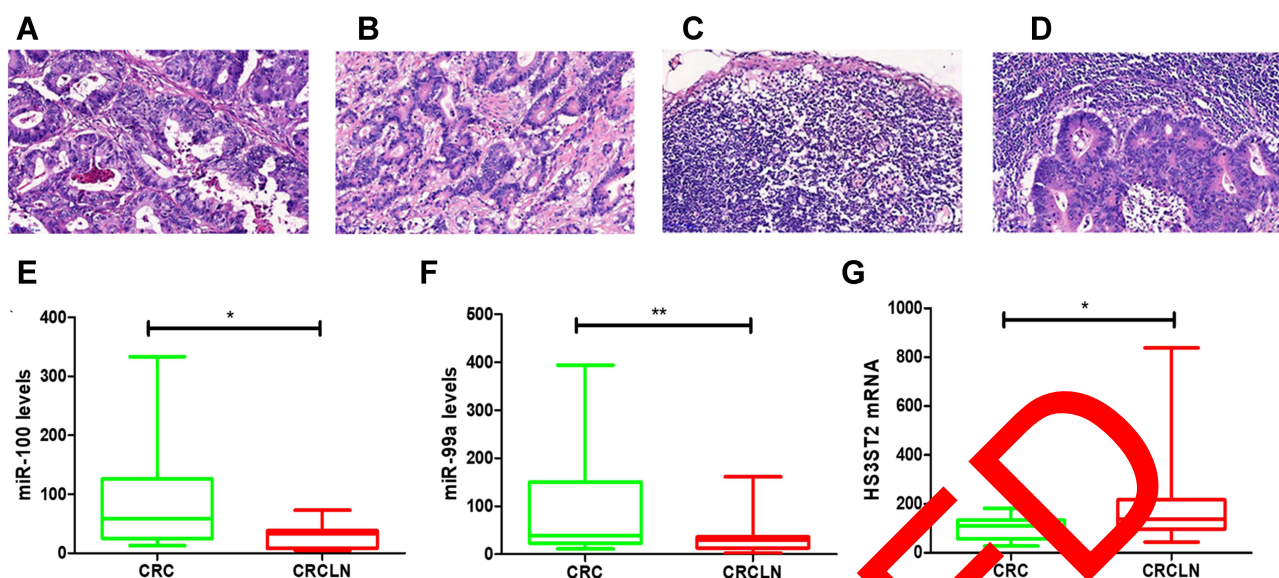 A B C D
E F G
miR-100 levels
400
300
200
100
0
*
CRC CRCLN
miR-99a levels
500
400
300
200
100
0
**
CRC CRCLN
HS3ST2 mRNA
1000
800
600
400
200
0
*
CRC CRCLN
D